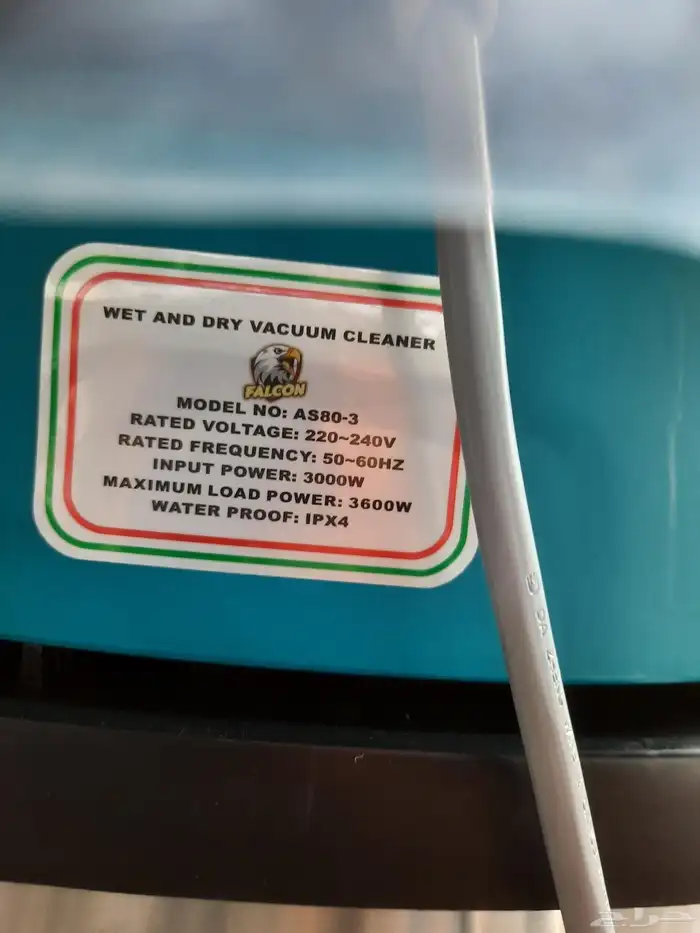 WET AND DRY VACUUM CLEANER
FALCON
MODEL NO: AS80-3
RATED VOLTAGE: 220~240V
RATED FREQUENCY: 50~60HZ
INPUT POWER: 3000W
MAXIMUM LOAD POWER: 3600W
WATER PROOF: IPX4
حراج